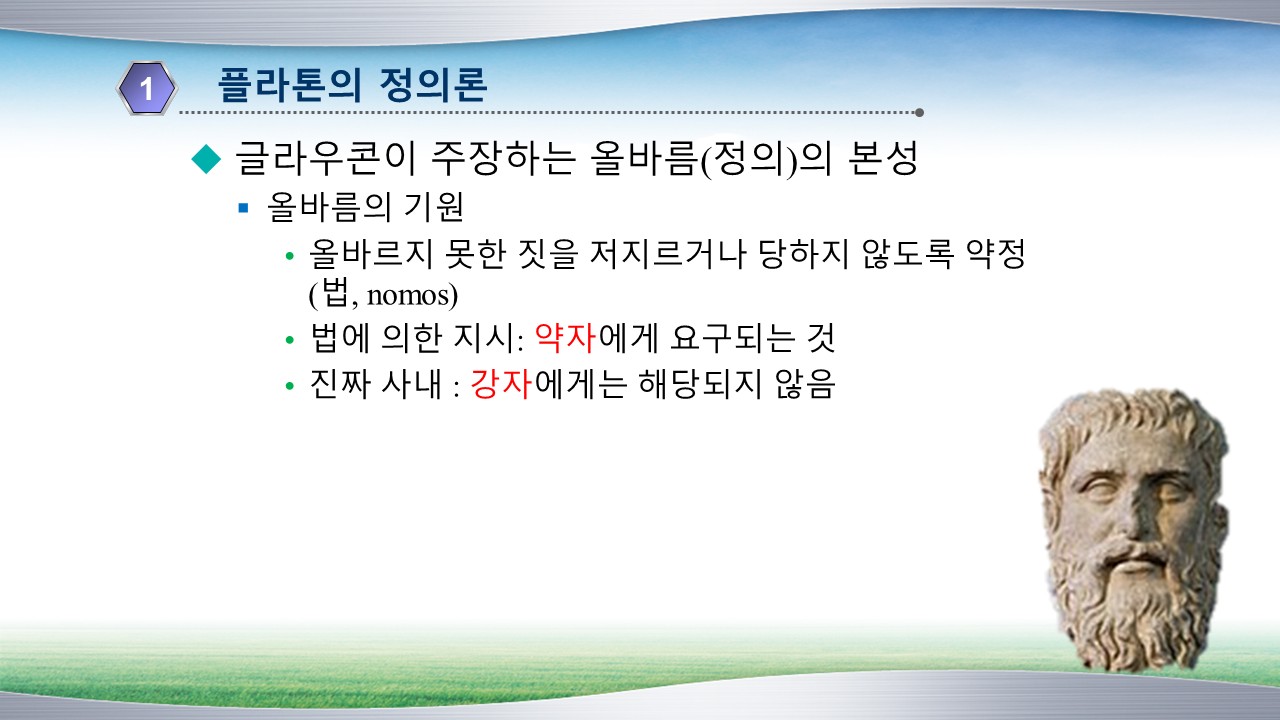 1 플라톤의 정의론
글라우콘이 주장하는 올바름(정의)의 본성
올바름의 기원
올바르지 못한 짓을 저지르거나 당하지 않도록 약정
(법, nomos)
법에 의한 지시: 약자에게 요구되는 것
진짜 사내 : 강자에게는 해당되지 않음